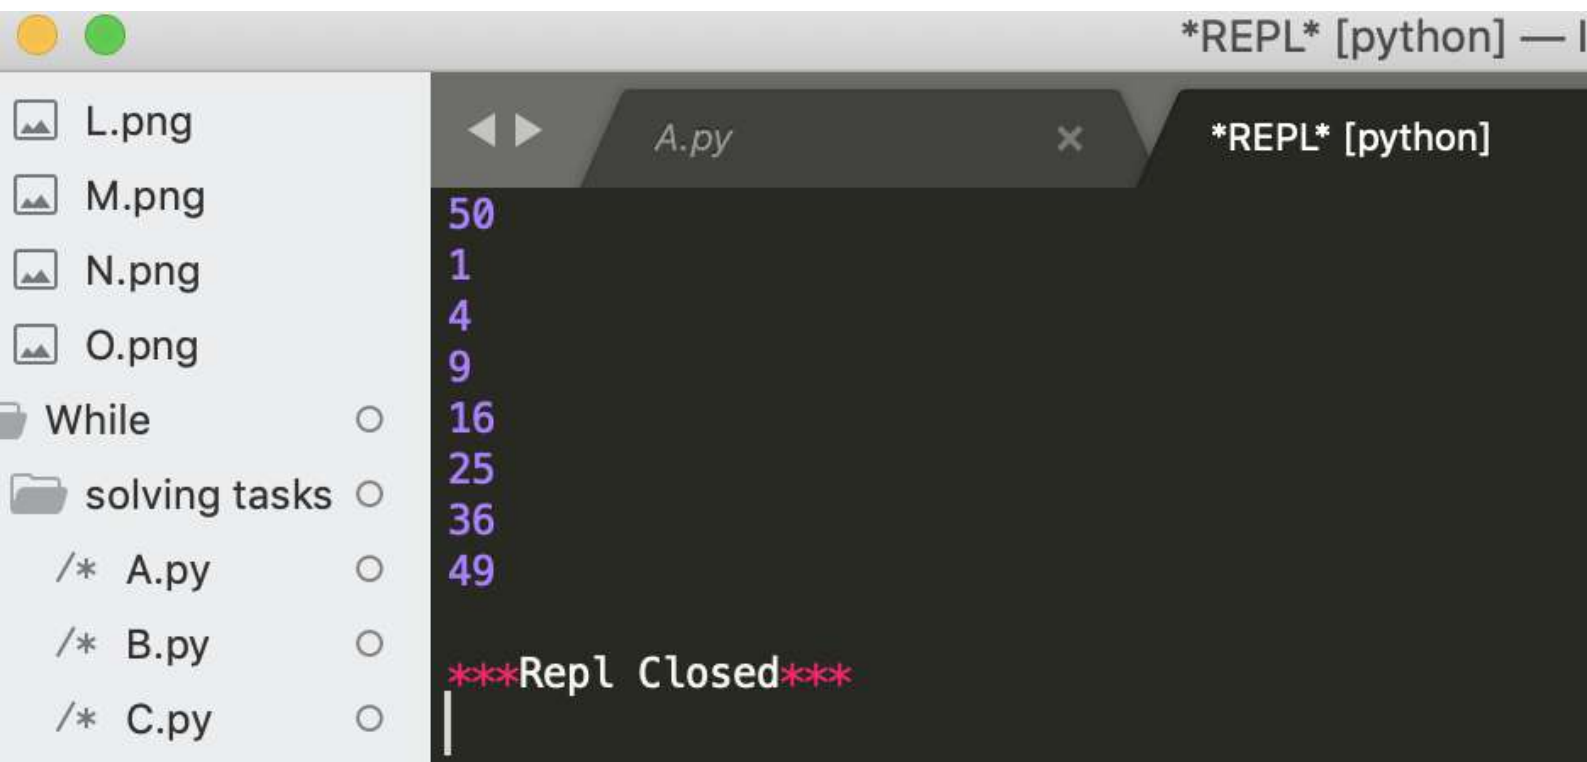 *REPL* [python] —
L.png
M.png
N.png
O.png
While
solving tasks
/* A.py
/* B.py
/* C.py
A.py
*REPL* [python]
50
1
4
9
16
25
36
49
***Repl Closed***